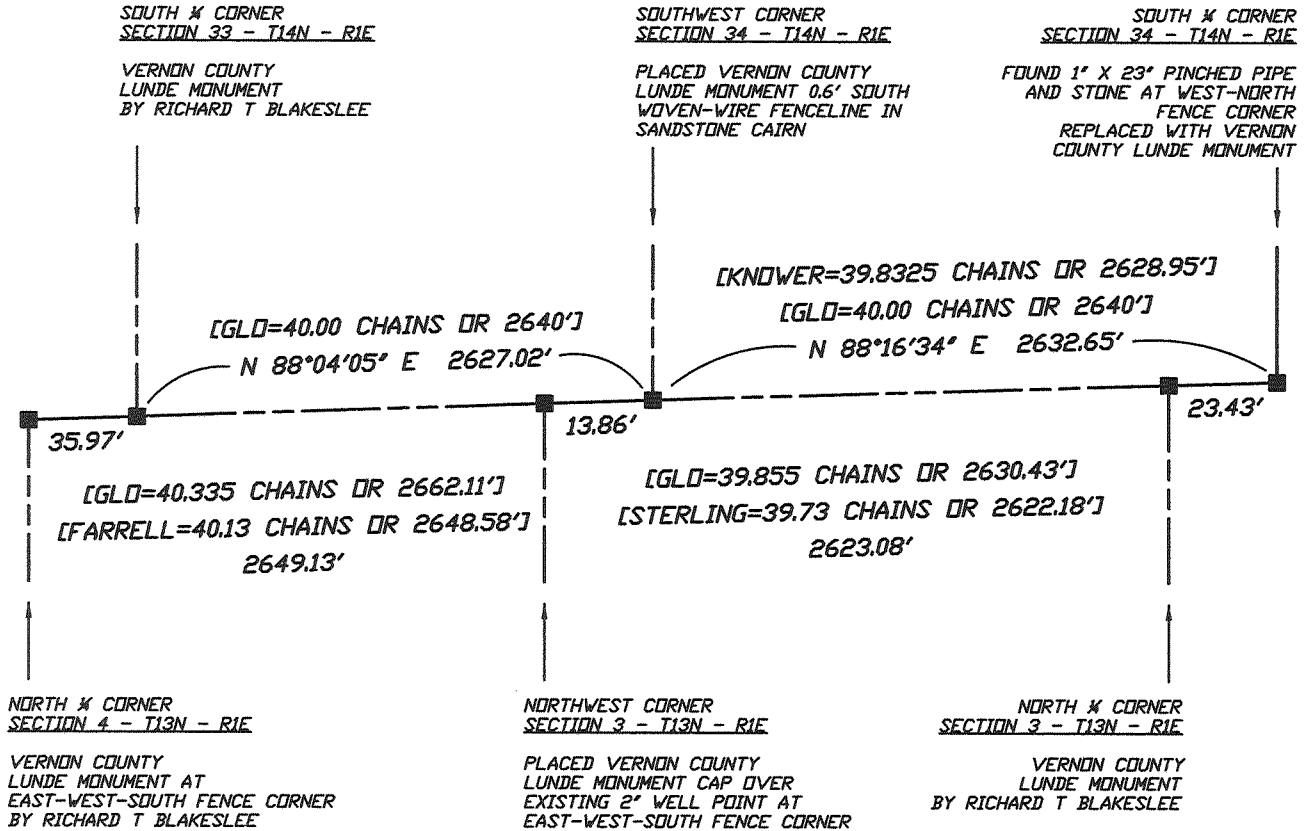 SOUTH ¼ CORNER
SECTION 33 - T14N - R1E
VERNON COUNTY
LUNDE MONUMENT
BY RICHARD T BLAKESLEE
SOUTHWEST CORNER
SECTION 34 - T14N - R1E
PLACED VERNON COUNTY
LUNDE MONUMENT 0.6' SOUTH
WOVEN-WIRE FENCELINE IN
SANDSTONE CAIRN
SOUTH ¼ CORNER
SECTION 34 - T14N - R1E
FOUND 1" X 23" PINCHED PIPE
AND STONE AT WEST-NORTH
FENCE CORNER
REPLACED WITH VERNON
COUNTY LUNDE MONUMENT
[GLO=40.00 CHAINS OR 2640']
N 88°04'05" E 2627.02'
[KNOWER=39.8325 CHAINS OR 2628.95']
[GLO=40.00 CHAINS OR 2640']
N 88°16'34" E 2632.65'
35.97'
13.86'
23.43'
[GLO=40.335 CHAINS OR 2662.11']
[FARRELL=40.13 CHAINS OR 2648.58']
2649.13'
[GLO=39.855 CHAINS OR 2630.43']
[STERLING=39.73 CHAINS OR 2622.18']
2623.08'
NORTH ¼ CORNER
SECTION 4 - T13N - R1E
VERNON COUNTY
LUNDE MONUMENT AT
EAST-WEST-SOUTH FENCE CORNER
BY RICHARD T BLAKESLEE
NORTHWEST CORNER
SECTION 3 - T13N - R1E
PLACED VERNON COUNTY
LUNDE MONUMENT CAP OVER
EXISTING 2" WELL POINT AT
EAST-WEST-SOUTH FENCE CORNER
NORTH ¼ CORNER
SECTION 3 - T13N - R1E
VERNON COUNTY
LUNDE MONUMENT
BY RICHARD T BLAKESLEE